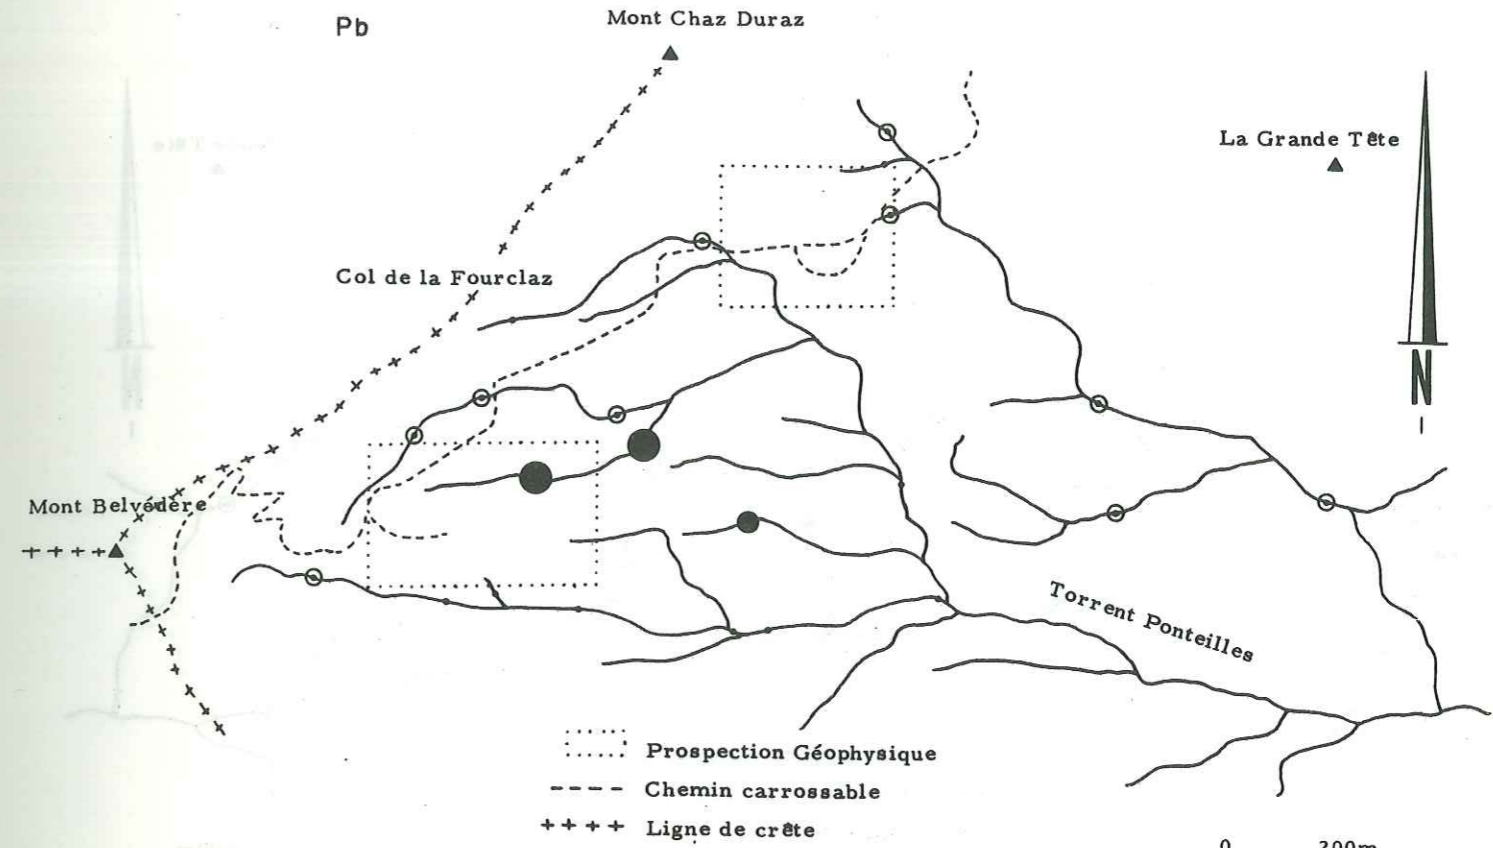 Pb
Mont Chaz Duraz
La Grande Tête
Col de la Fourclaz
N
Mont Belvédère
Torrent Ponteilles
Prospection Géophysique
Chemin carrossable
Ligne de crête
0 200m